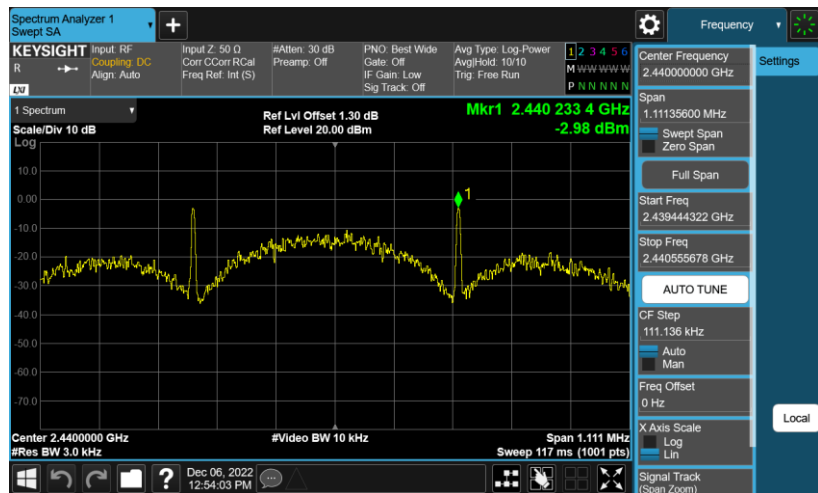 Spectrum Analyzer 1
Swept SA
+
Frequency
KEYSIGHT
R
LXI
Input: RF
Coupling: DC
Align: Auto
Input Z: 50 Ω
Corr CCorr RCal
Freq Ref: Int (S)
#Atten: 30 dB
Preamp: Off
PNO: Best Wide
Gate: Off
IF Gain: Low
Sig Track: Off
Avg Type: Log-Power
Avg|Hold: 10/10
Trig: Free Run
1 2 3 4 5 6
M W W W W W
P N N N N N
1 Spectrum
Scale/Div 10 dB
Ref Lvl Offset 1.30 dB
Ref Level 20.00 dBm
Mkr1 2.440 233 4 GHz
-2.98 dBm
Log
10.0
0.00
-10.0
-20.0
-30.0
-40.0
-50.0
-60.0
-70.0
1
Center 2.4400000 GHz
#Res BW 3.0 kHz
#Video BW 10 kHz
Span 1.111 MHz
Sweep 117 ms (1001 pts)
Center Frequency
2.440000000 GHz
Span
1.11135600 MHz
Swept Span
Zero Span
Full Span
Start Freq
2.439444322 GHz
Stop Freq
2.440555678 GHz
AUTO TUNE
CF Step
111.136 kHz
Auto
Man
Freq Offset
0 Hz
X Axis Scale
Log
Lin
Signal Track
(Span Zoom)
Settings
Local
?
Dec 06, 2022
12:54:03 PM